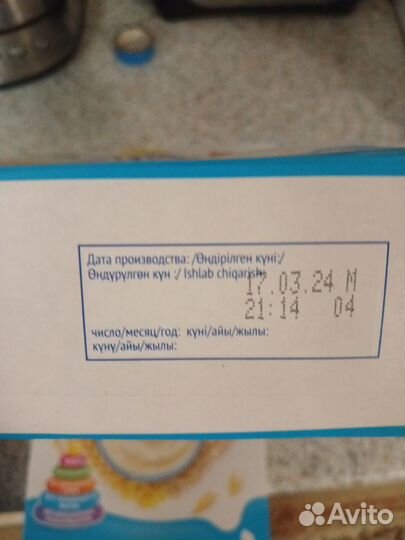 Дата производства: /Өндірілген күні:/
Өндүрүлгөн күн :/ Ishlab chiqarish:
17.03.24 M
21:14 04
число/месяц/год: күні/айы/жылы:
күнү/айы/жылы:
Avito